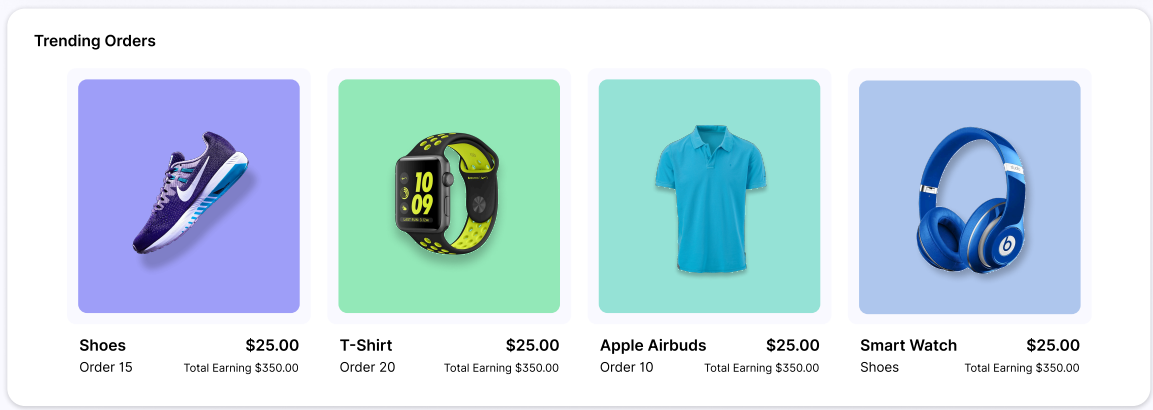 Trending Orders
10
09
Shoes $25.00
Order 15 Total Earning $350.00
T-Shirt $25.00
Order 20 Total Earning $350.00
Apple Airbuds $25.00
Order 10 Total Earning $350.00
Smart Watch $25.00
Shoes Total Earning $350.00